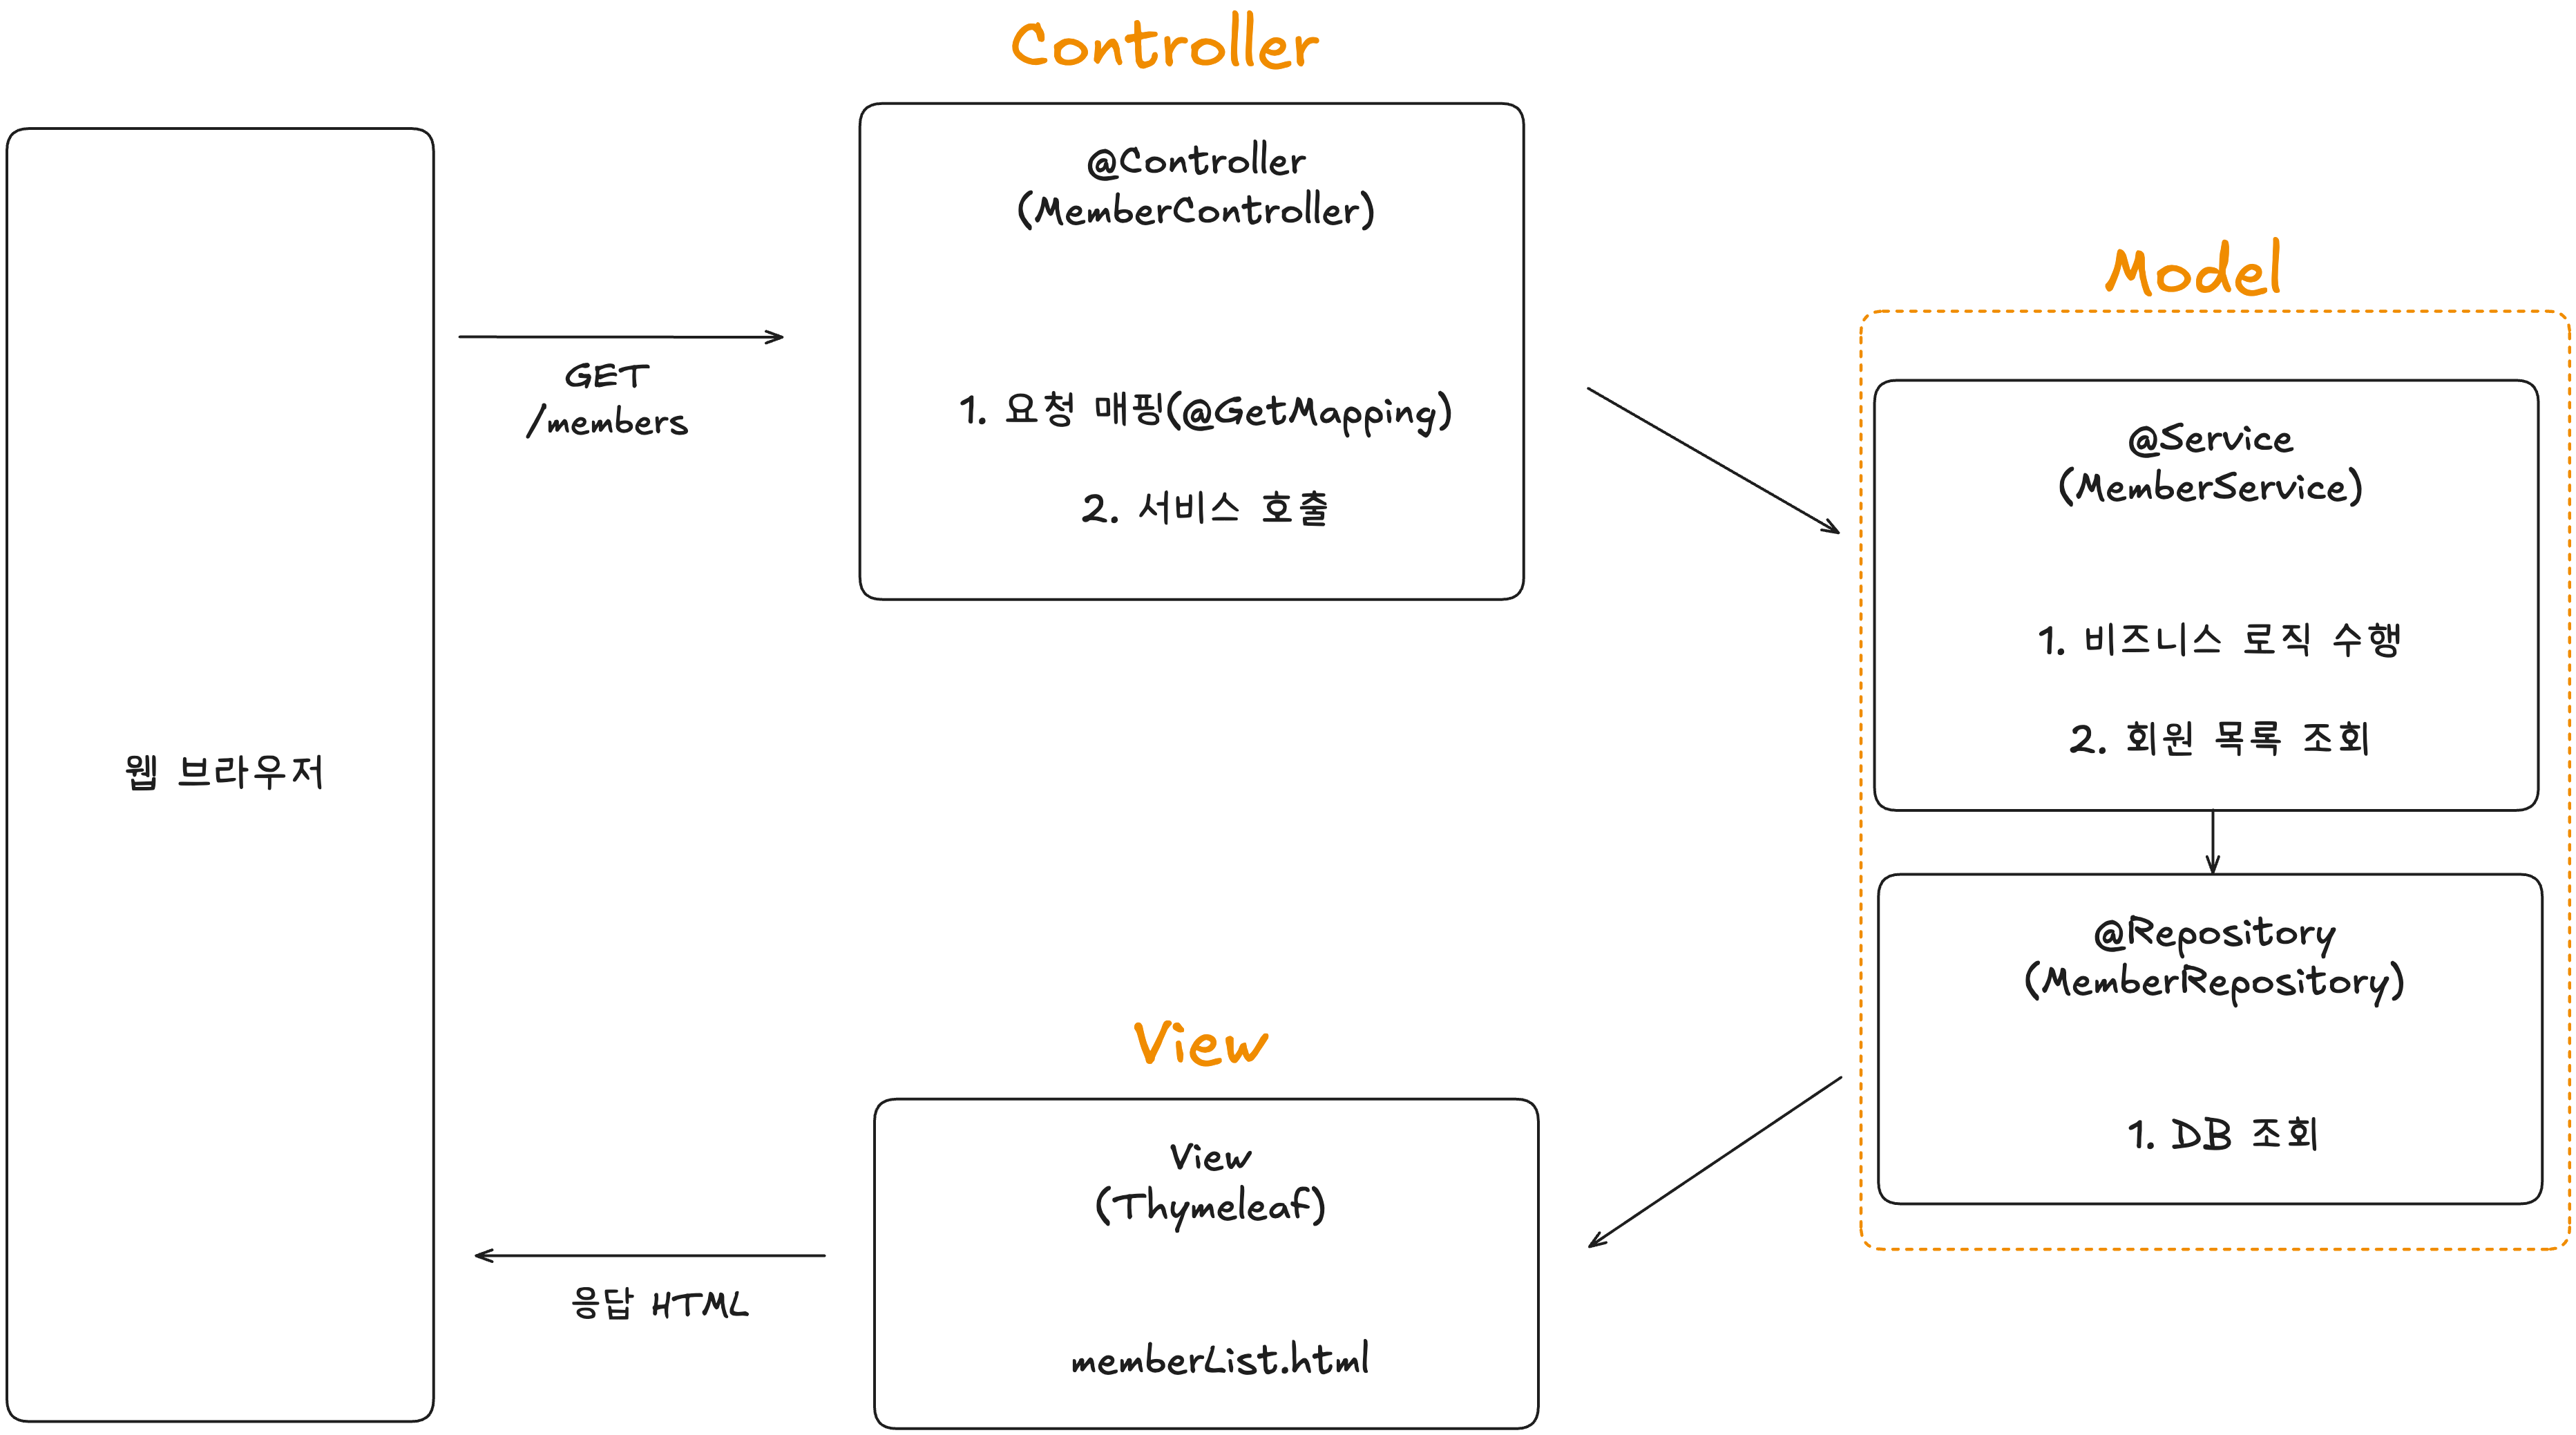 Controller
@Controller
(MemberController)
1. 요청 매핑(@GetMapping)
2. 서비스 호출
GET
/members
웹 브라우저
Model
@Service
(MemberService)
1. 비즈니스 로직 수행
2. 회원 목록 조회
@Repository
(MemberRepository)
1. DB 조회
View
View
(Thymeleaf)
memberList.html
응답 HTML